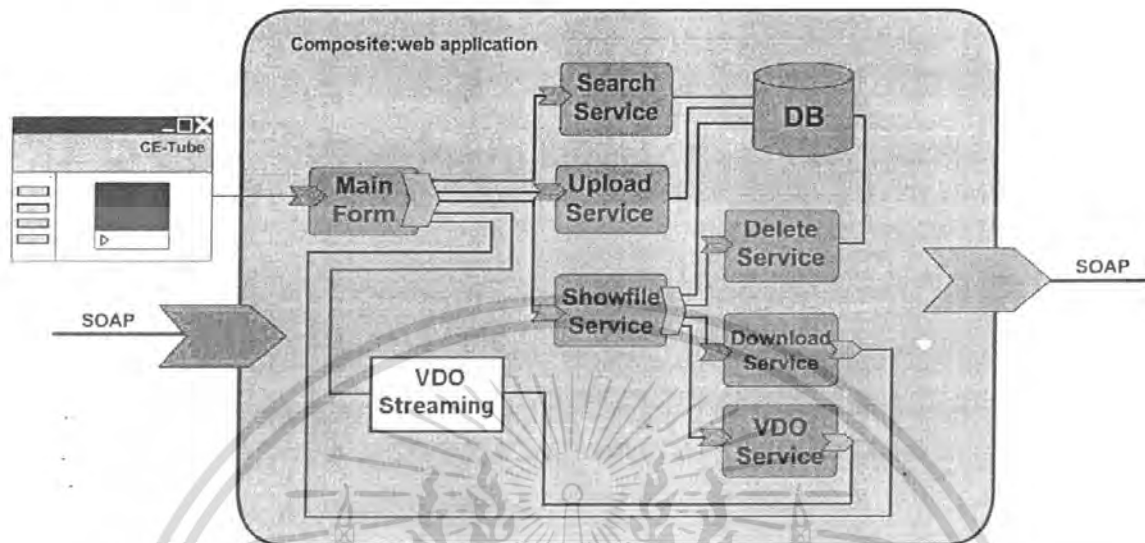 Composite:web application
CE-Tube
Main
Form
Search
Service
DB
Upload
Service
Delete
Service
Showfile
Service
Download
Service
VDO
Streaming
VDO
Service
SOAP
SOAP